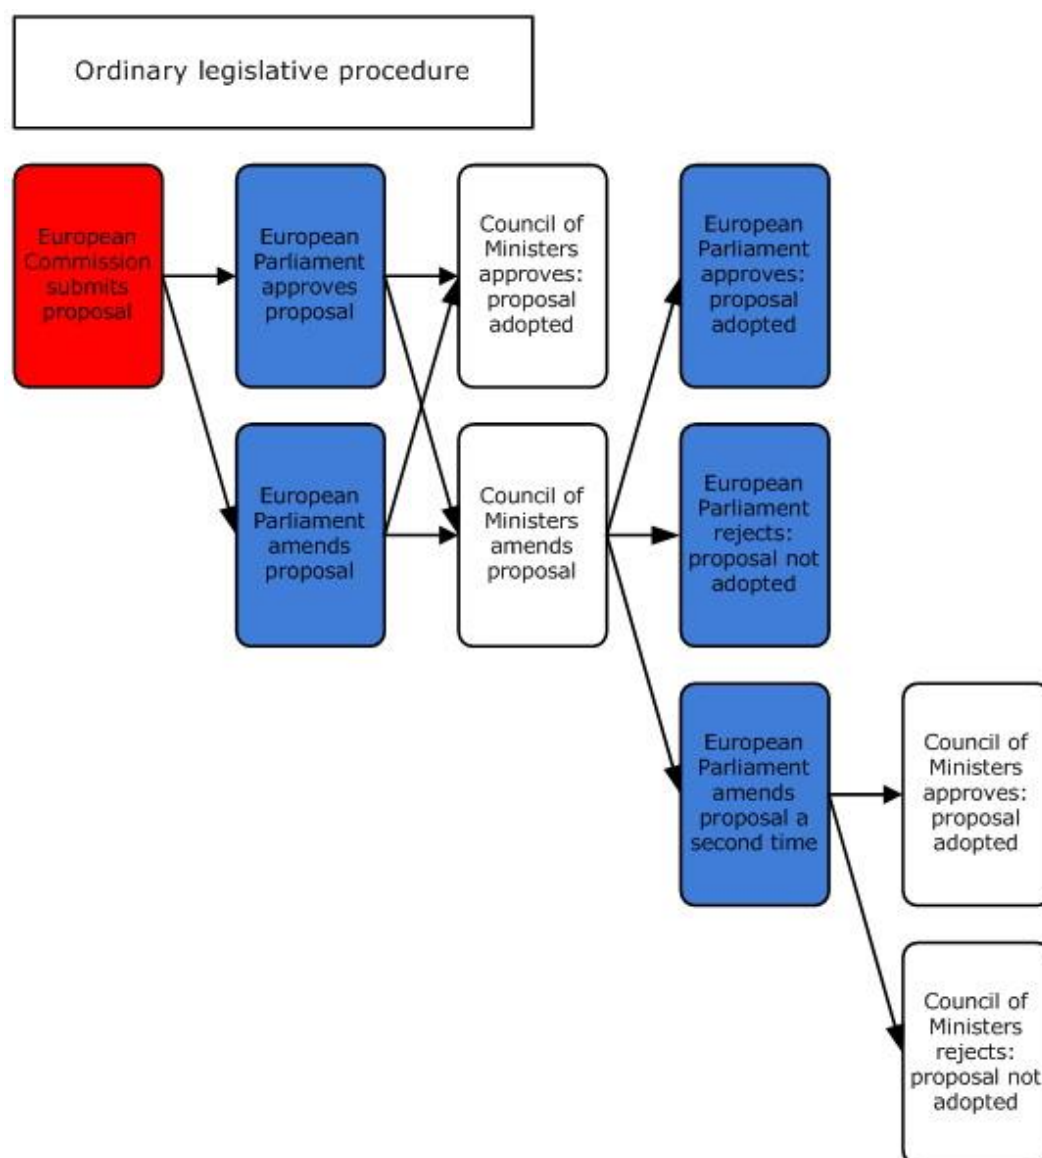 Ordinary legislative procedure
European
Commission
submits
proposal
European
Parliament
approves
proposal
Council of
Ministers
approves:
proposal
adopted
European
Parliament
approves:
proposal
adopted
European
Parliament
amends
proposal
Council of
Ministers
amends
proposal
European
Parliament
rejects:
proposal not
adopted
European
Parliament
amends
proposal a
second time
Council of
Ministers
approves:
proposal
adopted
Council of
Ministers
rejects:
proposal not
adopted